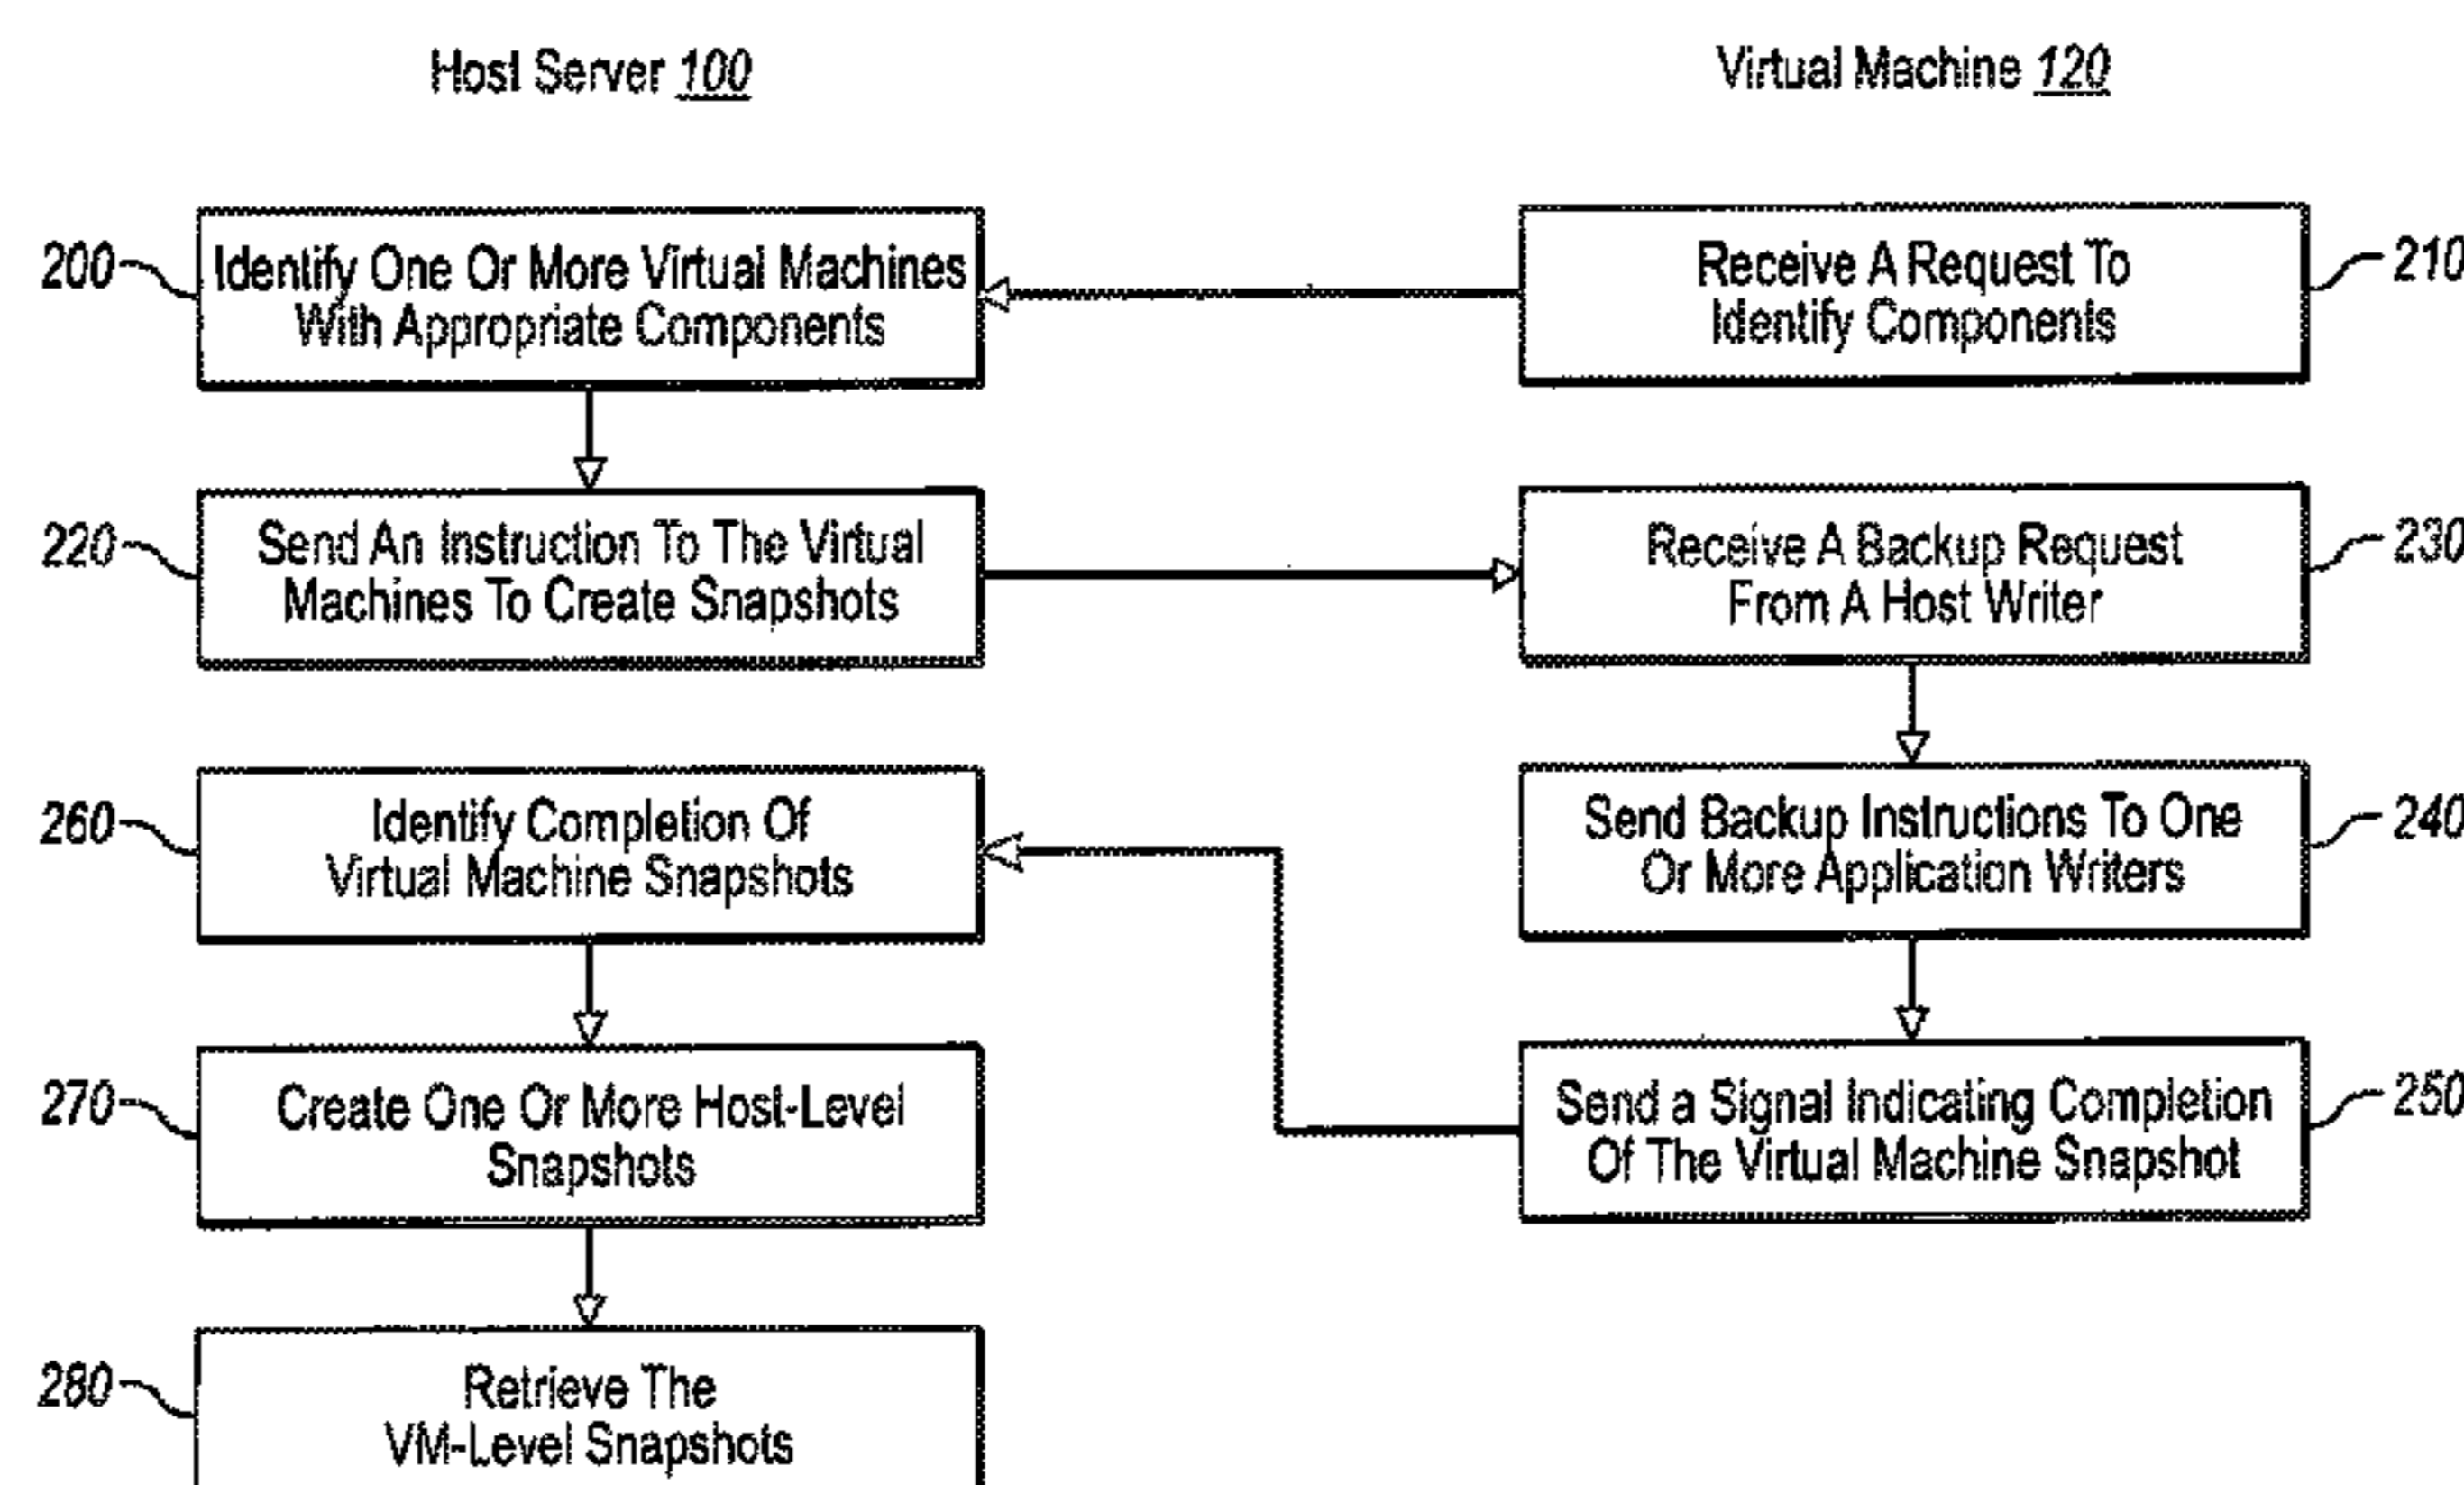 Host Server 100
Virtual Machine 120
200
Identify One Or More Virtual Machines
With Appropriate Components
Receive A Request To
Identify Components
210
220
Send An Instruction To The Virtual
Machines To Create Snapshots
Receive A Backup Request
From A Host Writer
230
260
Identify Completion Of
Virtual Machine Snapshots
Send Backup Instructions To One
Or More Application Writers
240
270
Create One Or More Host-Level
Snapshots
Send a Signal Indicating Completion
Of The Virtual Machine Snapshot
250
280
Retrieve The
VM-Level Snapshots